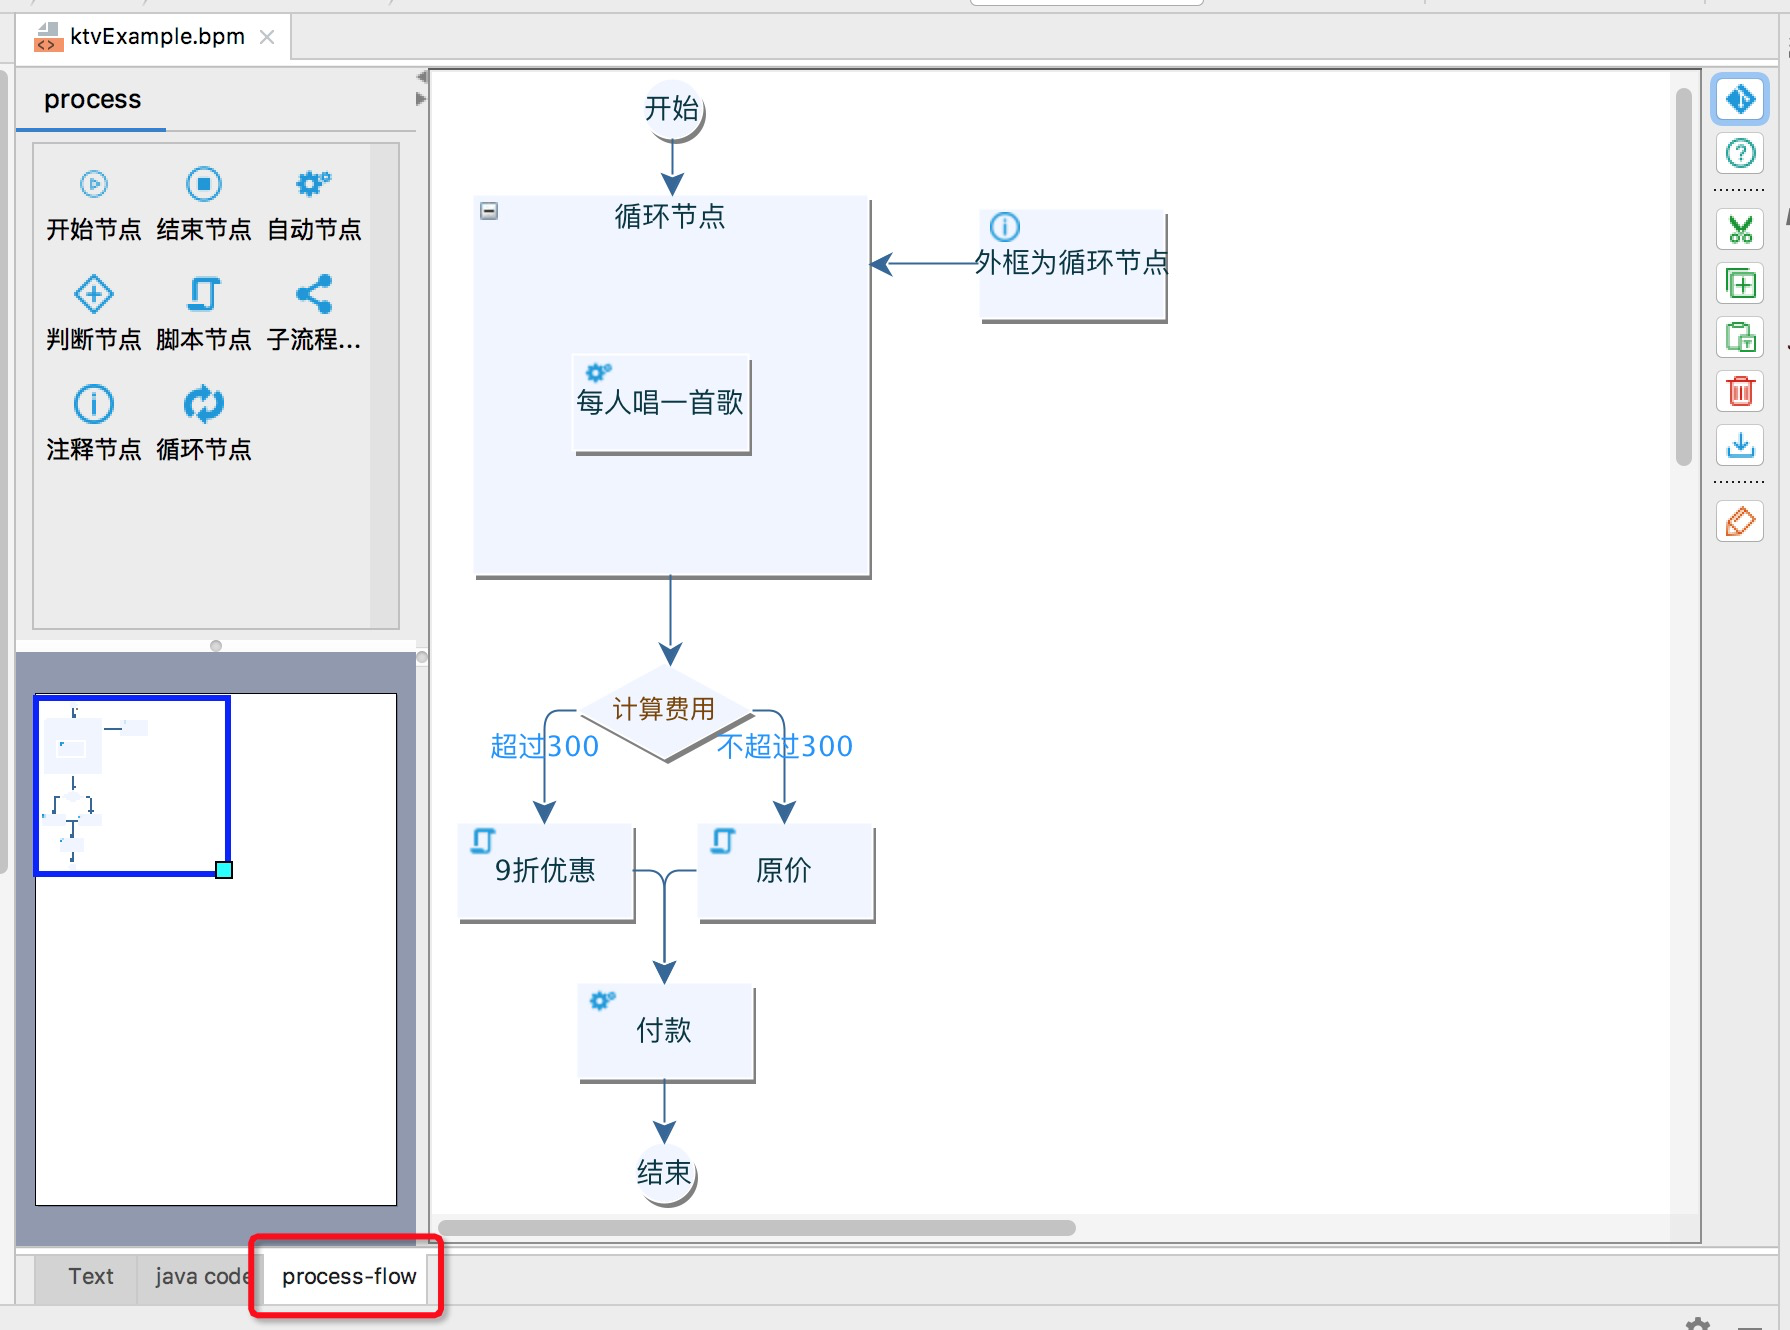 ktvExample.bpm
process
开始节点 结束节点 自动节点
判断节点 脚本节点 子流程...
注释节点 循环节点
开始
循环节点
外框为循环节点
每人唱一首歌
计算费用
超过300
不超过300
9折优惠
原价
付款
结束
Text
java code
process-flow